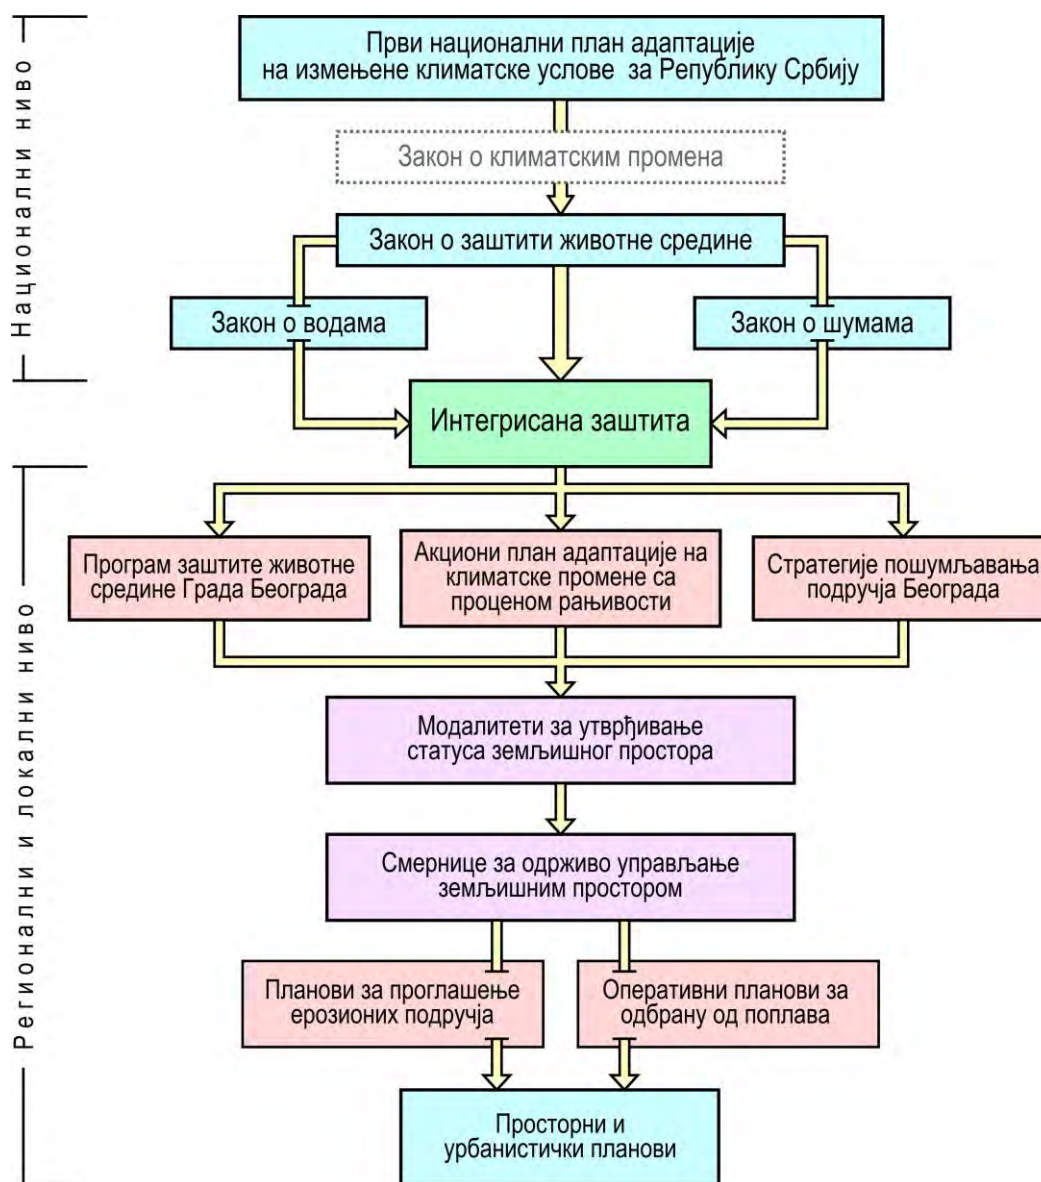 Први национални план адаптације
на измењене климатске услове за Републику Србију
Закон о климатским промена
Закон о заштити животне средине
Закон о водама
Закон о шумама
Национални ниво
Интегрисана заштита
Програм заштите животне
средине Града Београда
Акциони план адаптације на
климатске промене са
проценом рањивости
Стратегије пошумљавања
подручја Београда
Модалитети за утврђивање
статуса земљишног простора
Смернице за одрживо управљање
земљишним простором
Планови за проглашење
ерозионих подручја
Оперативни планови за
одбрану од поплава
Просторни и
урбанистички планови
Регионални и локални ниво